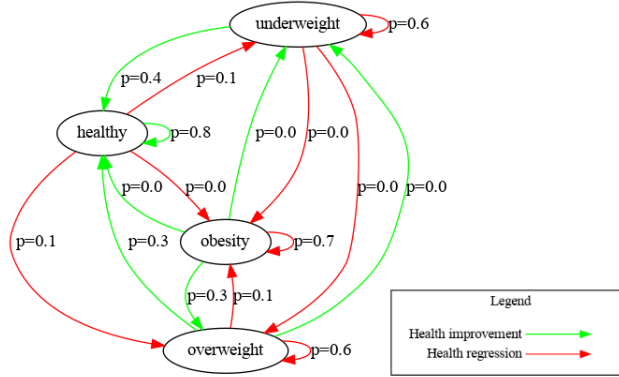 underweight
p=0.6
p=0.4
p=0.1
healthy
p=0.8
p=0.0
p=0.0
p=0.0
p=0.0
p=0.0
p=0.0
p=0.1
p=0.3
obesity
p=0.7
p=0.3
p=0.1
overweight
p=0.6
Legend
Health improvement
Health regression